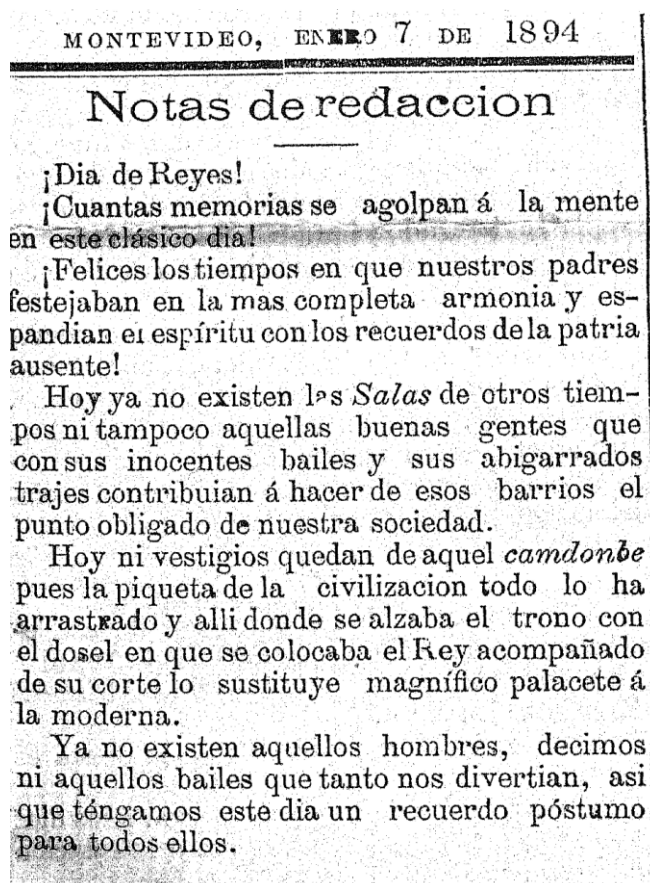 MONTEVIDEO, ENERO 7 DE 1894
Notas de redaccion
¡Dia de Reyes!
¡Cuantas memorias se agolpan á la mente
en este clásico dia!
¡Felices los tiempos en que nuestros padres
festejaban en la mas completa armonia y es-
pandian el espíritu con los recuerdos de la patria
ausente!
Hoy ya no existen las Salas de otros tiem-
pos ni tampoco aquellas buenas gentes que
con sus inocentes bailes y sus abigarrados
trajes contribuian á hacer de esos barrios el
punto obligado de nuestra sociedad.
Hoy ni vestigios quedan de aquel camdonbe
pues la piqueta de la civilizacion todo lo ha
arrastrado y alli donde se alzaba el trono con
el dosel en que se colocaba el Rey acompañado
de su corte lo sustituye magnífico palacete á
la moderna.
Ya no existen aquellos hombres, decimos
ni aquellos bailes que tanto nos divertian, asi
que téngamos este dia un recuerdo póstumo
para todos ellos.